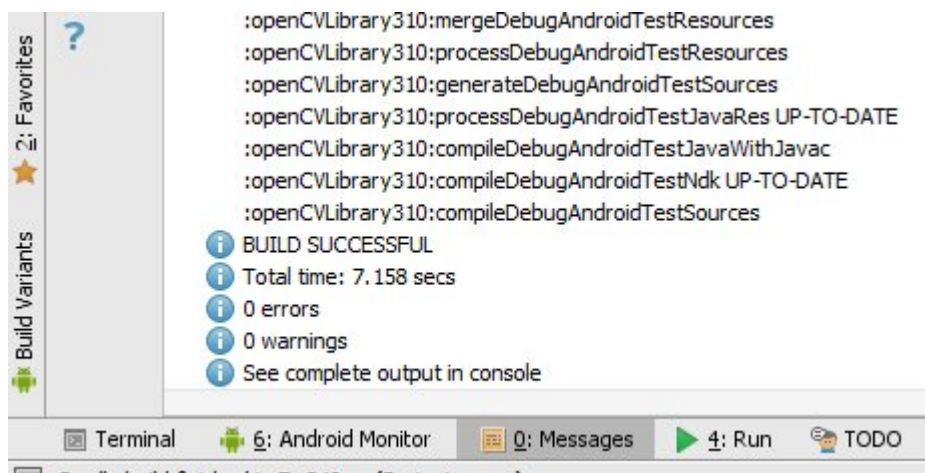 :openCVLibrary310:mergeDebugAndroidTestResources
:openCVLibrary310:processDebugAndroidTestResources
:openCVLibrary310:generateDebugAndroidTestSources
:openCVLibrary310:processDebugAndroidTestJavaRes UP-TO-DATE
:openCVLibrary310:compileDebugAndroidTestJavaWithJavac
:openCVLibrary310:compileDebugAndroidTestNdk UP-TO-DATE
:openCVLibrary310:compileDebugAndroidTestSources
BUILD SUCCESSFUL
Total time: 7.158 secs
0 errors
0 warnings
See complete output in console
?
2: Favorites
Build Variants
Terminal
6: Android Monitor
0: Messages
4: Run
TODO